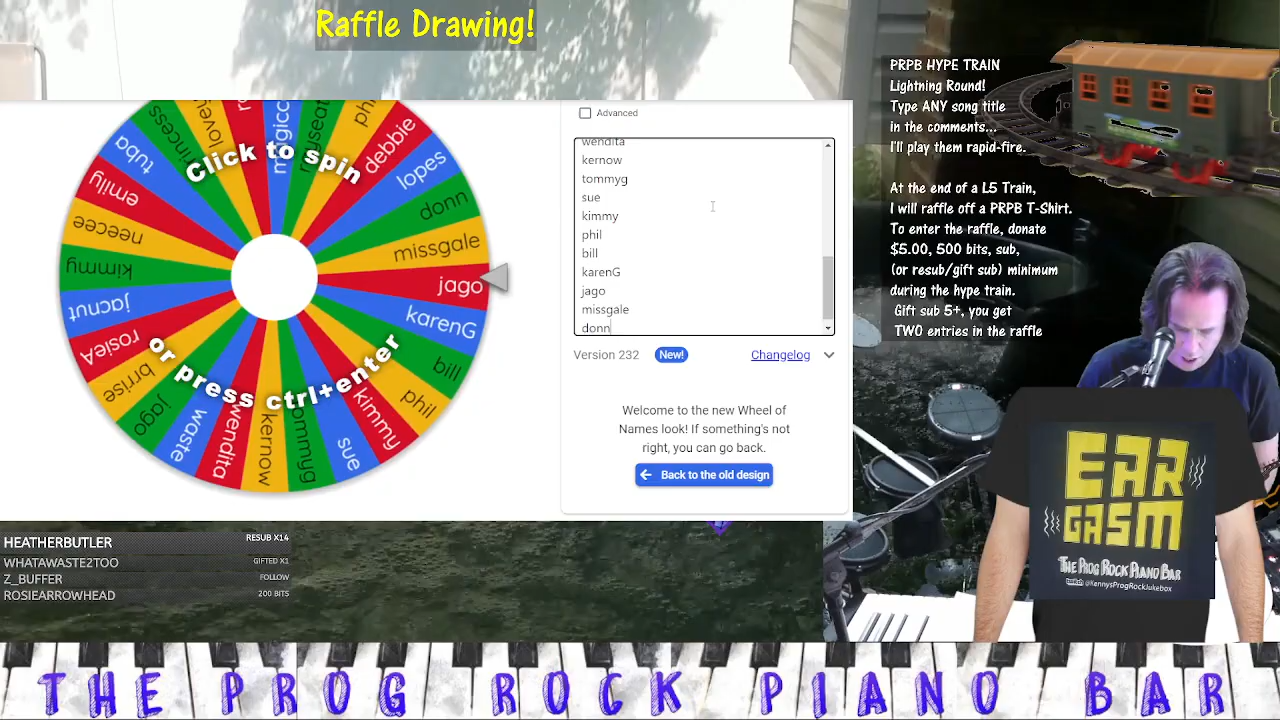 Raffle Drawing!
PRPB HYPE TRAIN
Lightning Round!
Type ANY song title
in the comments...
I'll play them rapid-fire.
At the end of a L5 Train,
I will raffle off a PRPB T-Shirt.
To enter the raffle, donate
$5.00, 500 bits, sub,
(or resub/gift sub) minimum
during the hype train.
Gift sub 5+, you get
TWO entries in the raffle
Click to spin
or press ctrl+enter
debbie
lopes
donn
missgale
jago
karenG
bill
phil
kimmy
sue
kernow
wendita
waste
jago
brrise
rosieA
jacnut
kimmy
neecee
emily
tuba
Advanced
wendita
kernow
tommyg
sue
kimmy
phil
bill
karenG
jago
missgale
donn
Version 232 New! Changelog
Welcome to the new Wheel of
Names look! If something's not
right, you can go back.
Back to the old design
HEATHERBUTLER RESUB X14
WHATAWASTE2TOO GIFTED X1
Z_BUFFER FOLLOW
ROSIEARROWHEAD 200 BITS
EAR
GASM
THE PROG ROCK PIANO BAR
twitch @KennysProgRockJukebox
THE PROG ROCK PIANO BAR